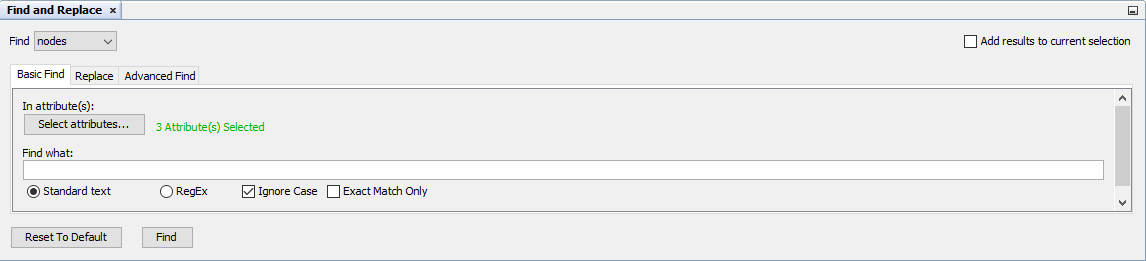 Find and Replace ×
Find nodes Add results to current selection
Basic Find Replace Advanced Find
In attribute(s):
Select attributes... 3 Attribute(s) Selected
Find what:
Standard text RegEx Ignore Case Exact Match Only
Reset To Default Find